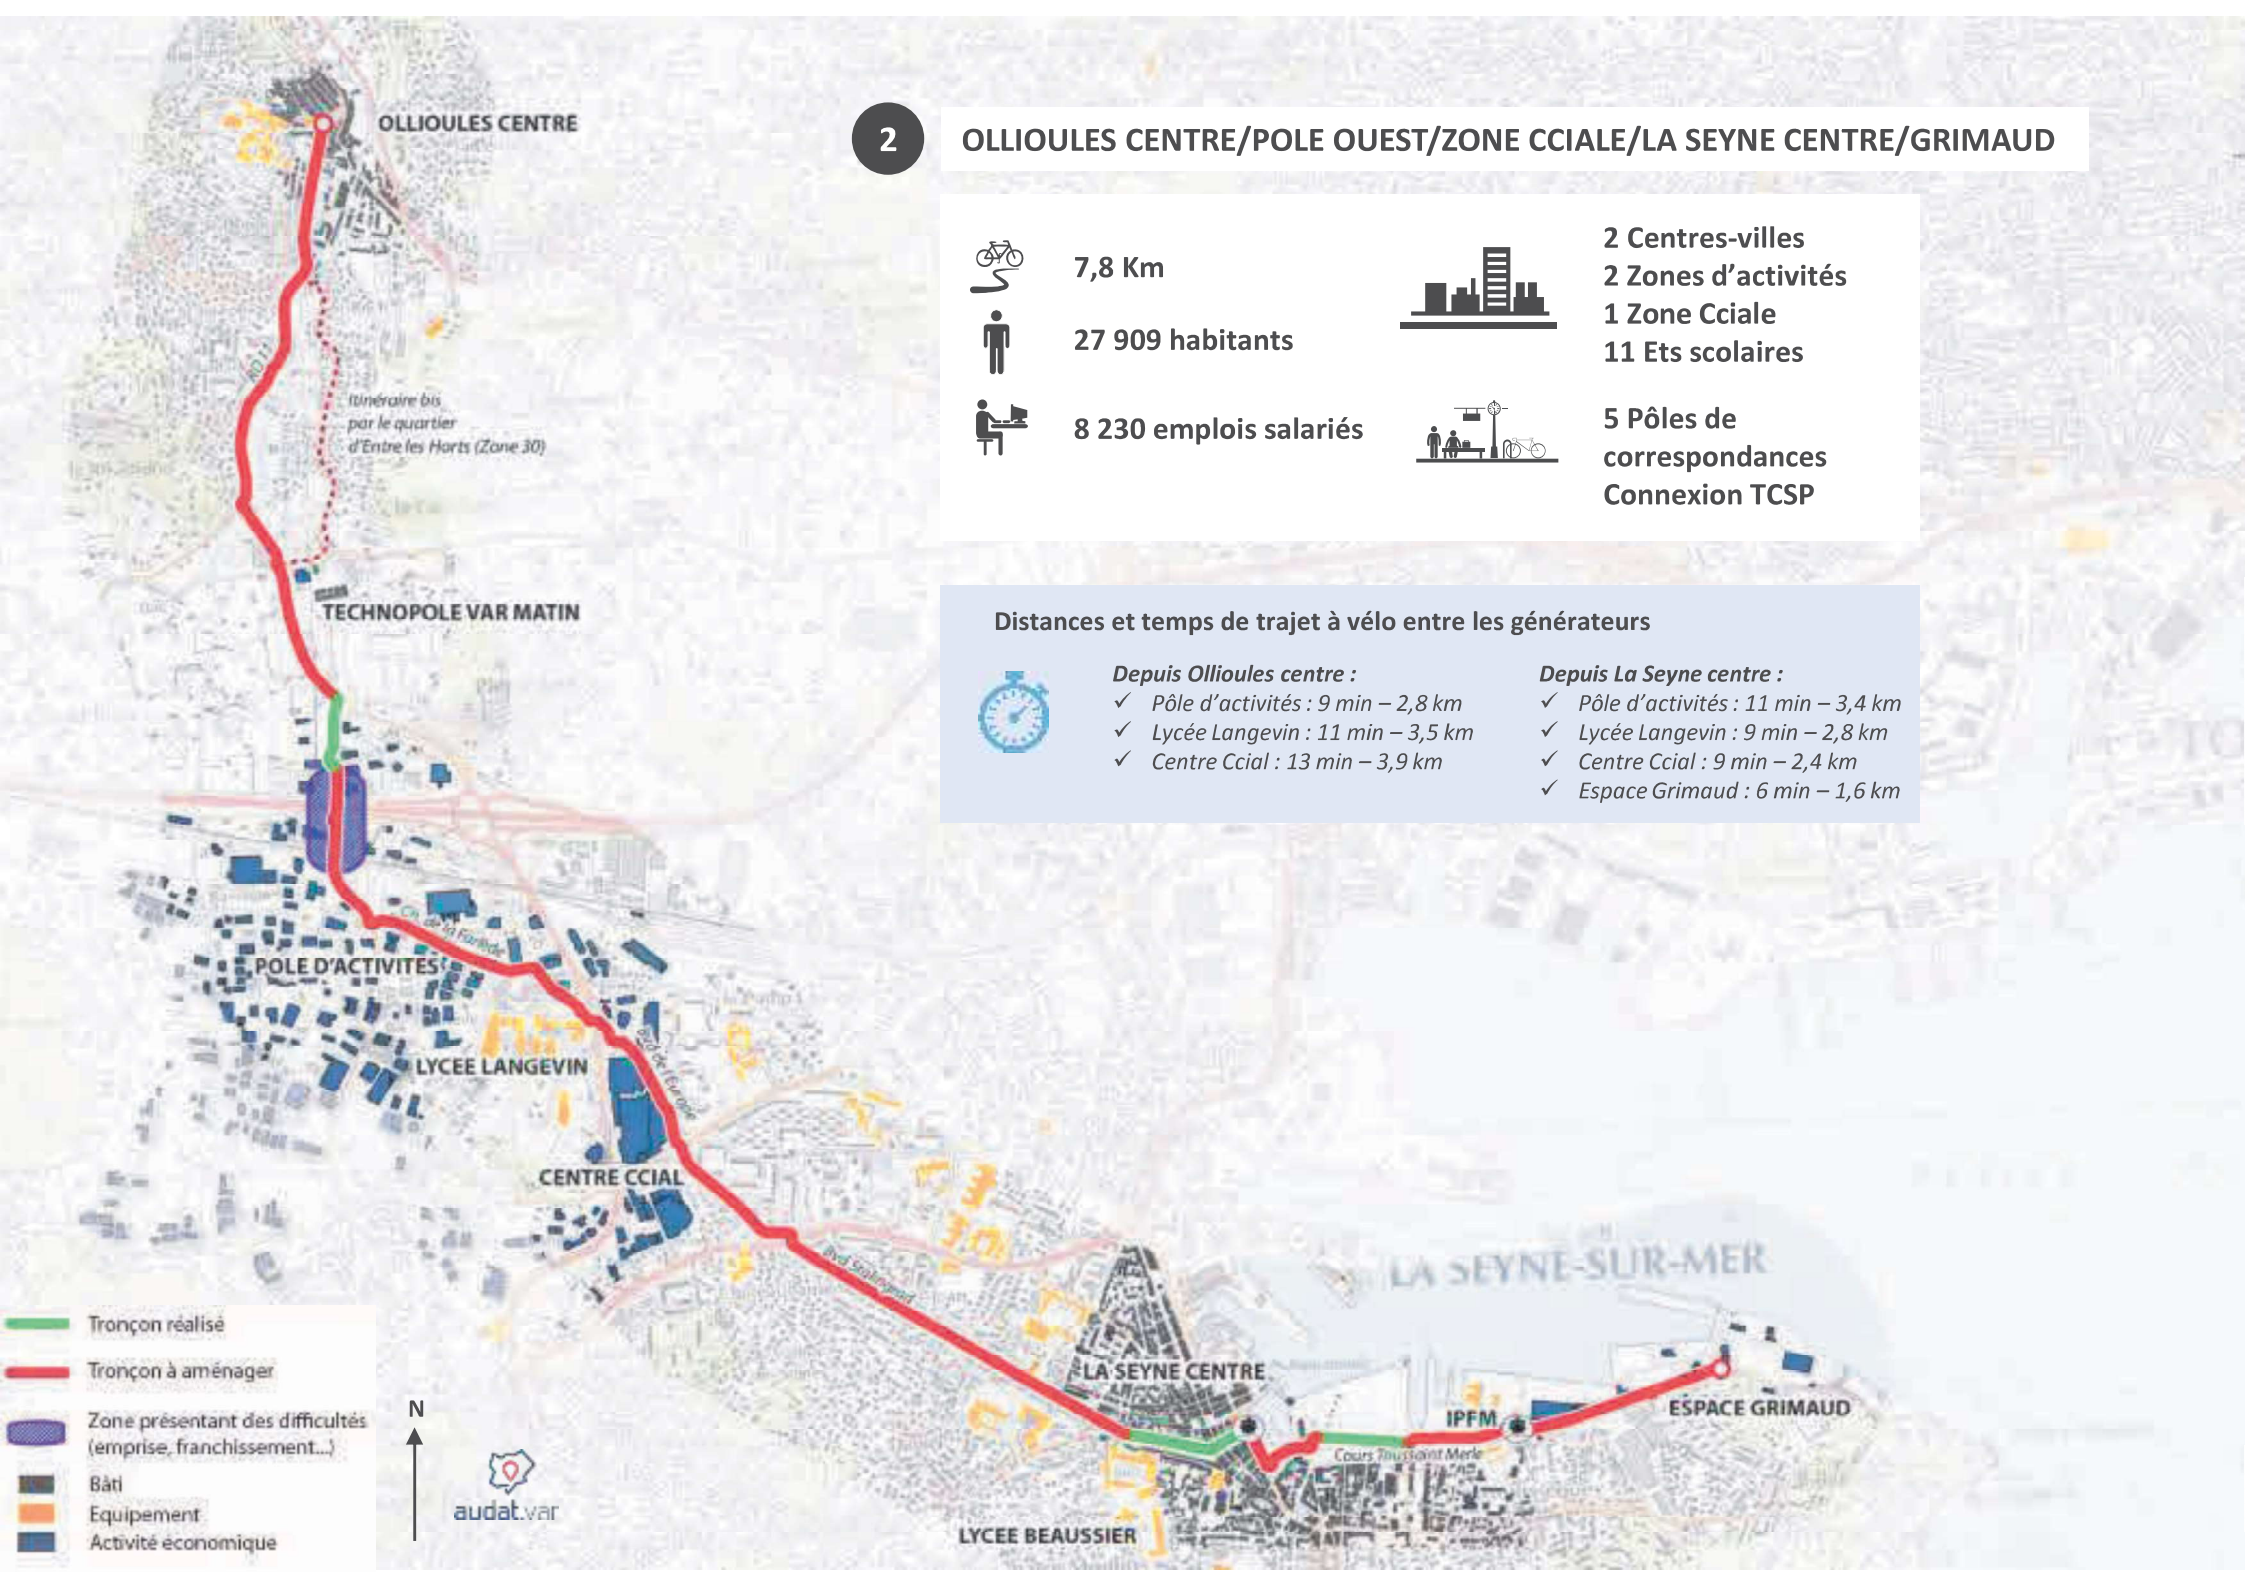 OLLIOULES CENTRE
2
OLLIOULES CENTRE/POLE OUEST/ZONE CCIALE/LA SEYNE CENTRE/GRIMAUD
7,8 Km
27 909 habitants
8 230 emplois salariés
2 Centres-villes
2 Zones d’activités
1 Zone Cciale
11 Ets scolaires
5 Pôles de
correspondances
Connexion TCSP
RD11
Itinéraire bis
par le quartier
d'Entre les Horts (Zone 30)
TECHNOPOLE VAR MATIN
Distances et temps de trajet à vélo entre les générateurs
Depuis Ollioules centre :
✓ Pôle d’activités : 9 min – 2,8 km
✓ Lycée Langevin : 11 min – 3,5 km
✓ Centre Ccial : 13 min – 3,9 km
Depuis La Seyne centre :
✓ Pôle d’activités : 11 min – 3,4 km
✓ Lycée Langevin : 9 min – 2,8 km
✓ Centre Ccial : 9 min – 2,4 km
✓ Espace Grimaud : 6 min – 1,6 km
TO
Ch. de la Farlède
POLE D'ACTIVITES
LYCEE LANGEVIN
Bvd de l'Europe
CENTRE CCIAL
Bvd Stalingrad
LA SEYNE-SUR-MER
LA SEYNE CENTRE
IPFM
ESPACE GRIMAUD
Cours Toussaint Merle
LYCEE BEAUSSIER
Tronçon réalisé
Tronçon à aménager
Zone présentant des difficultés
(emprise, franchissement...)
Bâti
Equipement
Activité économique
N
audat.var